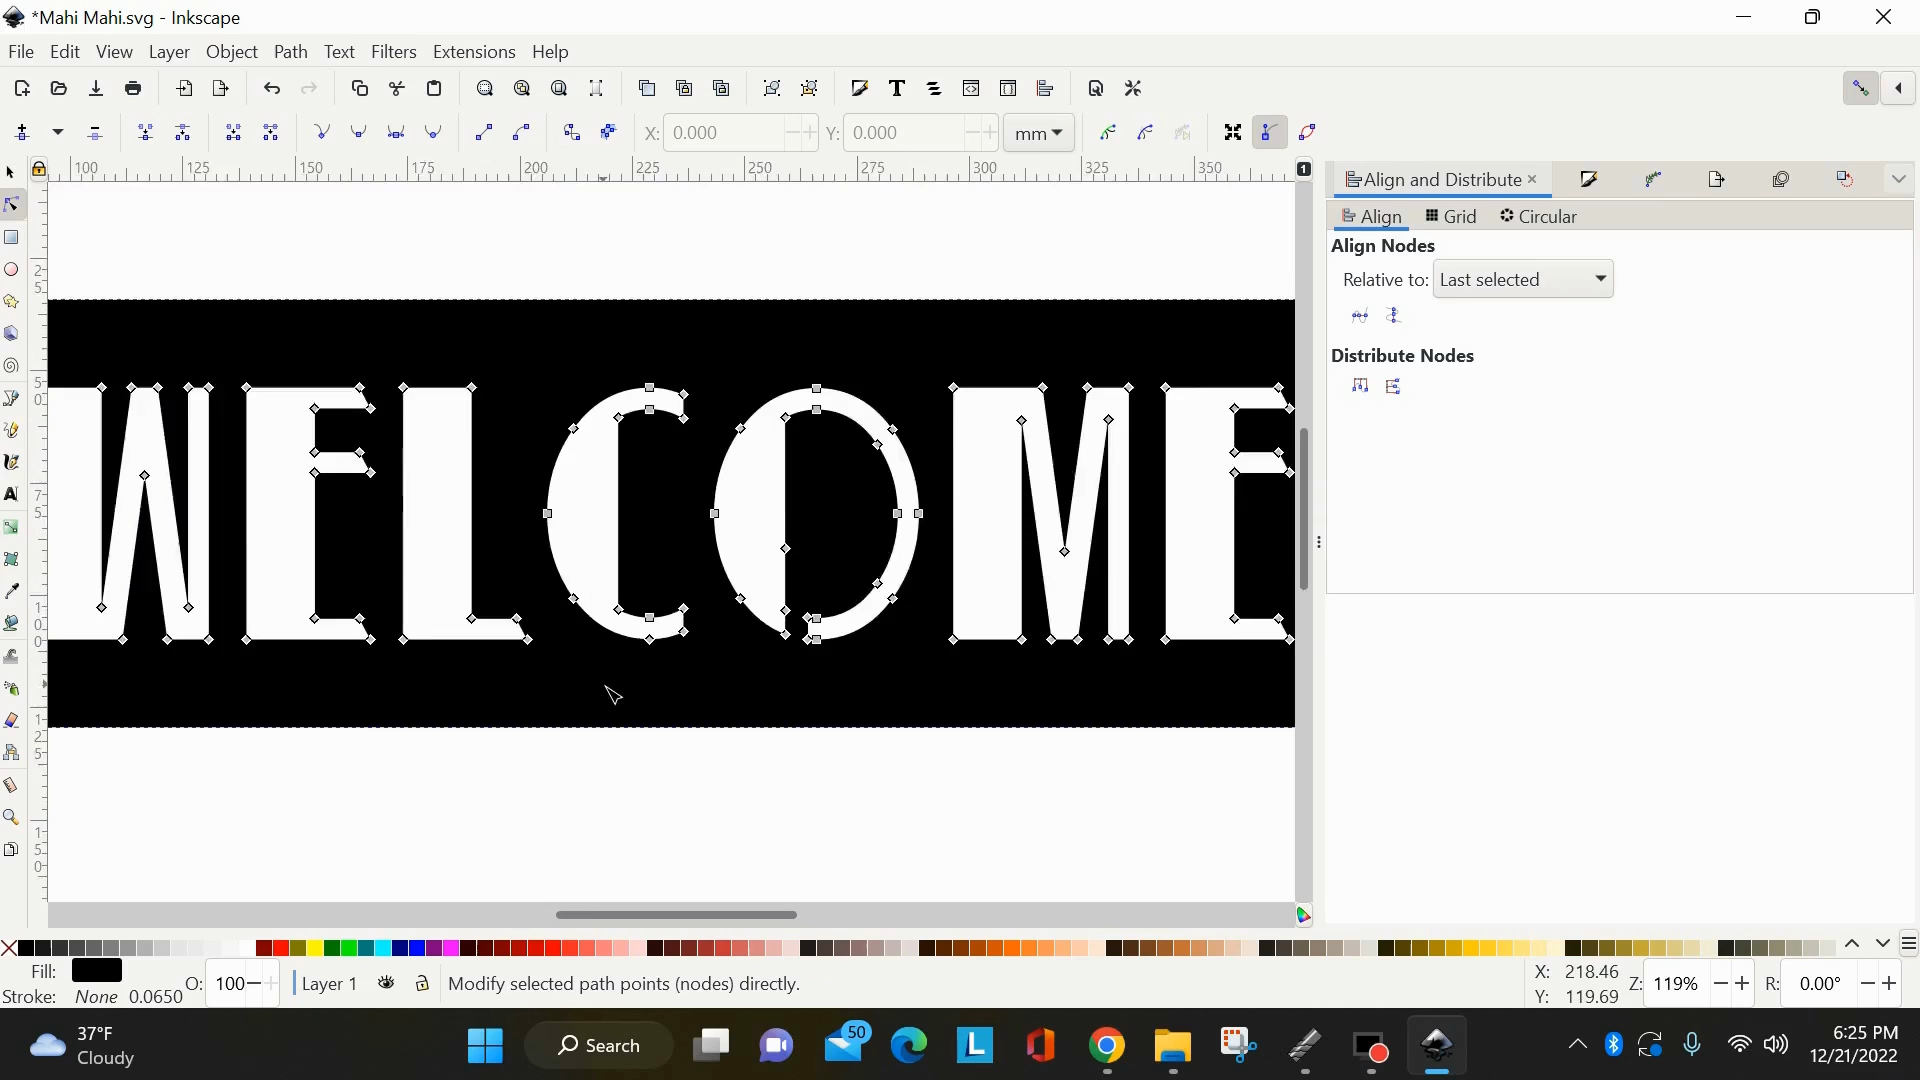 *Mahi Mahi.svg - Inkscape
File Edit View Layer Object Path Text Filters Extensions Help
X: 0.000 Y: 0.000 mm
100 125 150 175 200 225 250 275 300 325 350
1
Align and Distribute
Align Grid Circular
Align Nodes
Relative to: Last selected
Distribute Nodes
WELCOME
Fill: O: 100 Layer 1 Modify selected path points (nodes) directly. X: 218.46 Z: 119% R: 0.00°
Stroke: None 0.0650 Y: 119.69
37°F
Cloudy
Search
50
6:25 PM
12/21/2022